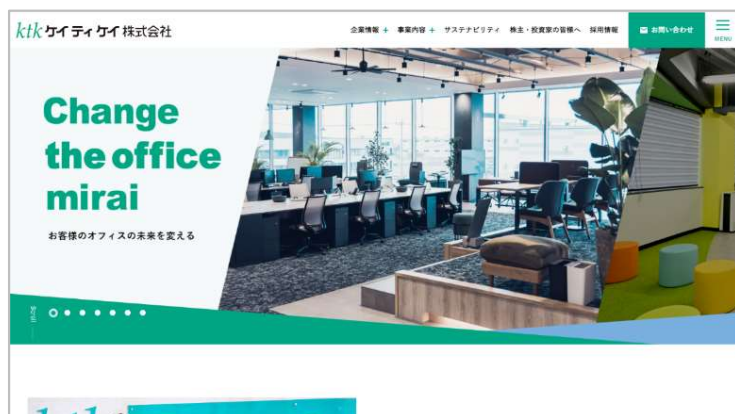 ktk ケイティケイ 株式会社
企業情報 +
事業内容 +
サステナビリティ
株主・投資家の皆様へ
採用情報
お問い合わせ
MENU
Change
the office
mirai
お客様のオフィスの未来を変える
Scroll